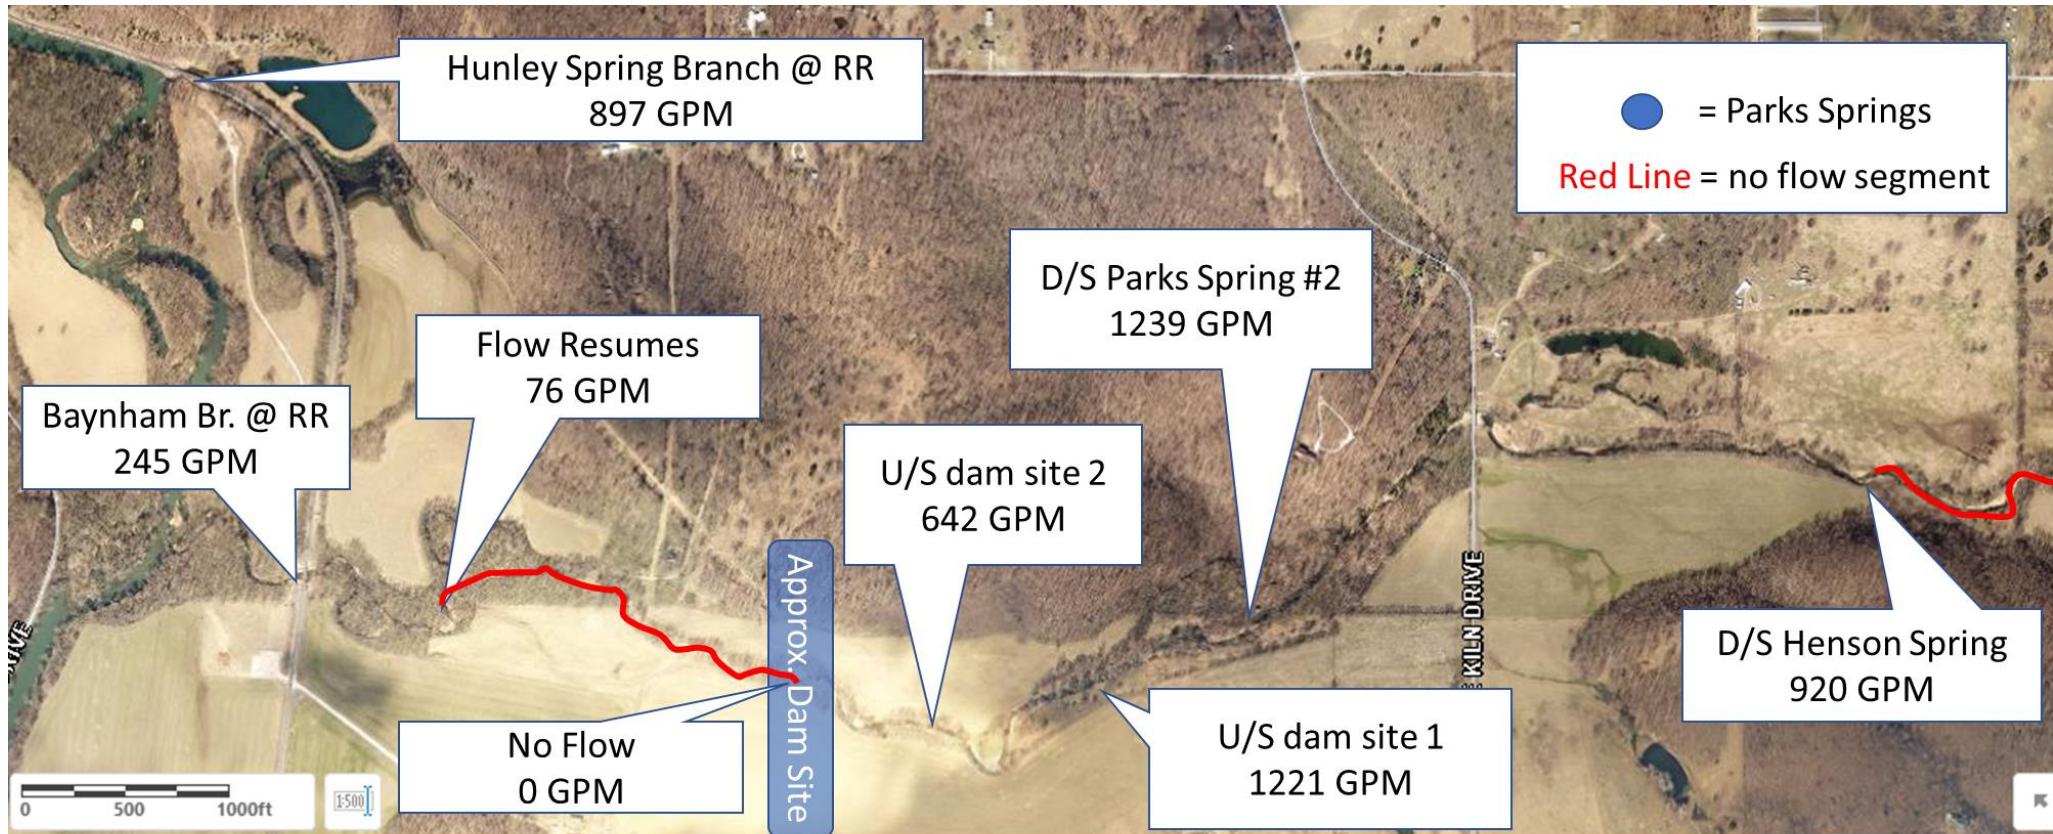 Hunley Spring Branch @ RR
897 GPM
= Parks Springs
Red Line = no flow segment
D/S Parks Spring #2
1239 GPM
Flow Resumes
76 GPM
Baynham Br. @ RR
245 GPM
U/S dam site 2
642 GPM
Approx. Dam Site
KILN DRIVE
D/S Henson Spring
920 GPM
No Flow
0 GPM
U/S dam site 1
1221 GPM
0 500 1000ft
1:500